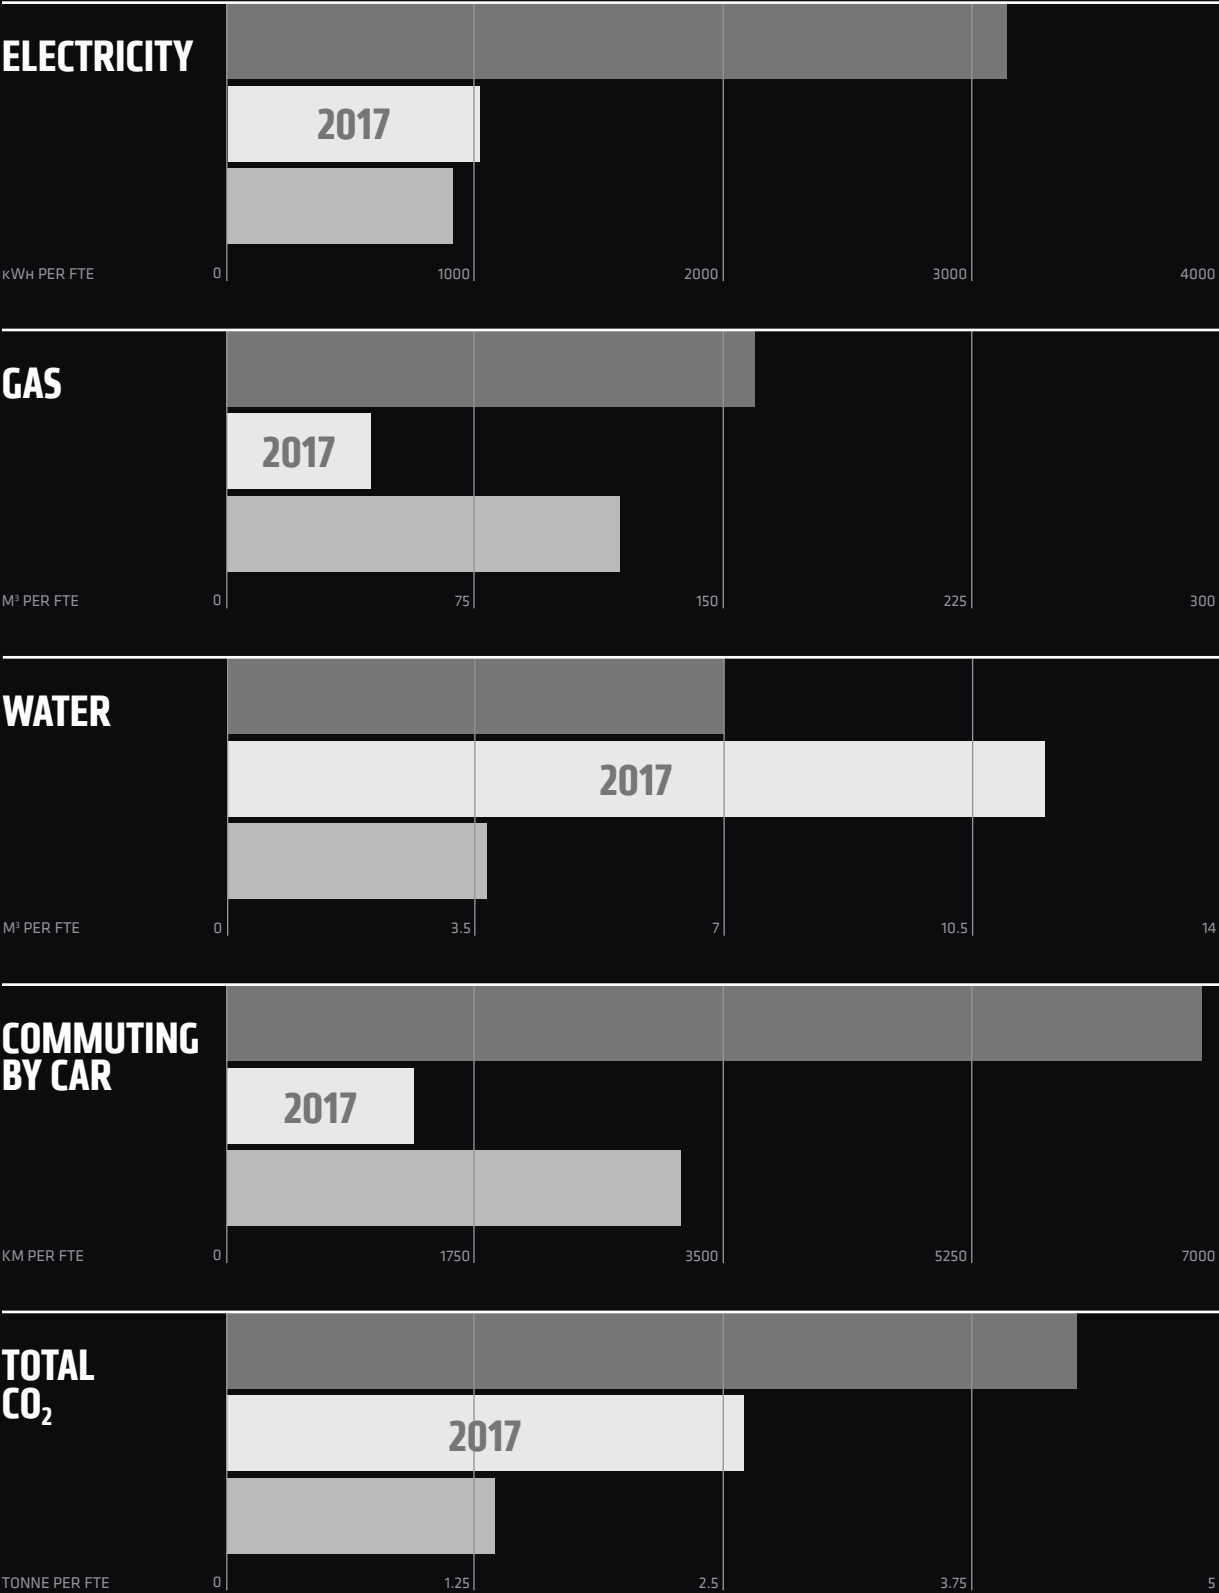 ELECTRICITY
2017
KWH PER FTE 0 1000 2000 3000 4000
GAS
2017
M³ PER FTE 0 75 150 225 300
WATER
2017
M³ PER FTE 0 3.5 7 10.5 14
COMMUTING
BY CAR
2017
KM PER FTE 0 1750 3500 5250 7000
TOTAL
CO₂
2017
TONNE PER FTE 0 1.25 2.5 3.75 5